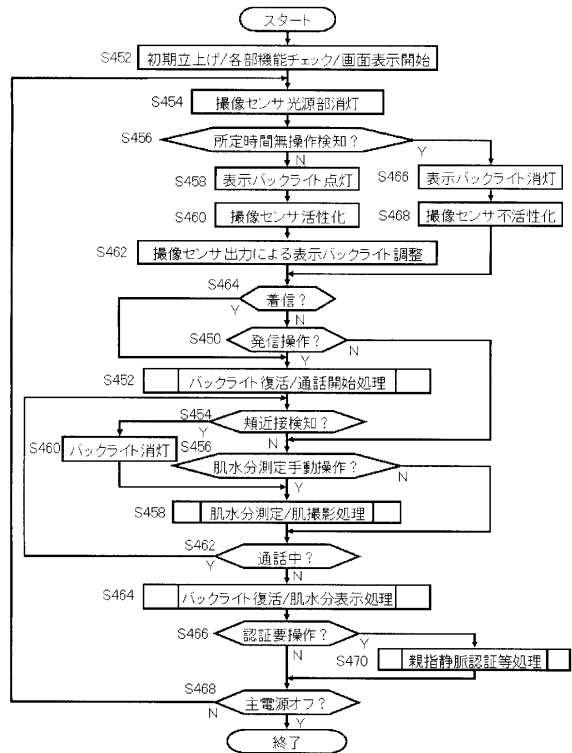 スタート
S452 初期立上げ/各部機能チェック/画面表示開始
S454 撮像センサ光源部消灯
S456 所定時間無操作検知?
N
Y
S458 表示バックライト点灯
S466 表示バックライト消灯
S460 撮像センサ活性化
S468 撮像センサ不活性化
S462 撮像センサ出力による表示バックライト調整
S464 着信?
Y
N
S450 発信操作?
N
Y
S452 バックライト復活/通話開始処理
S454 頬近接検知?
Y
N
S460 バックライト消灯
S456 肌水分測定手動操作?
N
Y
S458 肌水分測定/肌撮影処理
S462 通話中?
Y
N
S464 バックライト復活/肌水分表示処理
S466 認証要操作?
Y
N
S470 親指静脈認証等処理
S468 主電源オフ?
N
Y
終了